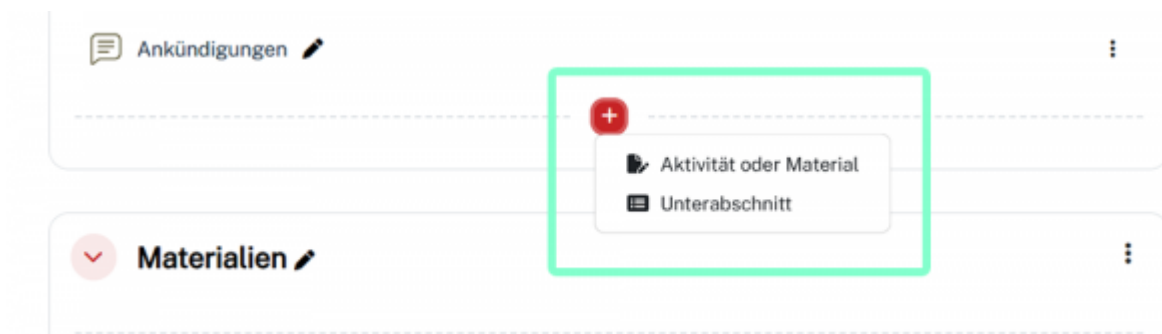 Ankündigungen
Aktivität oder Material
Unterabschnitt
Materialien